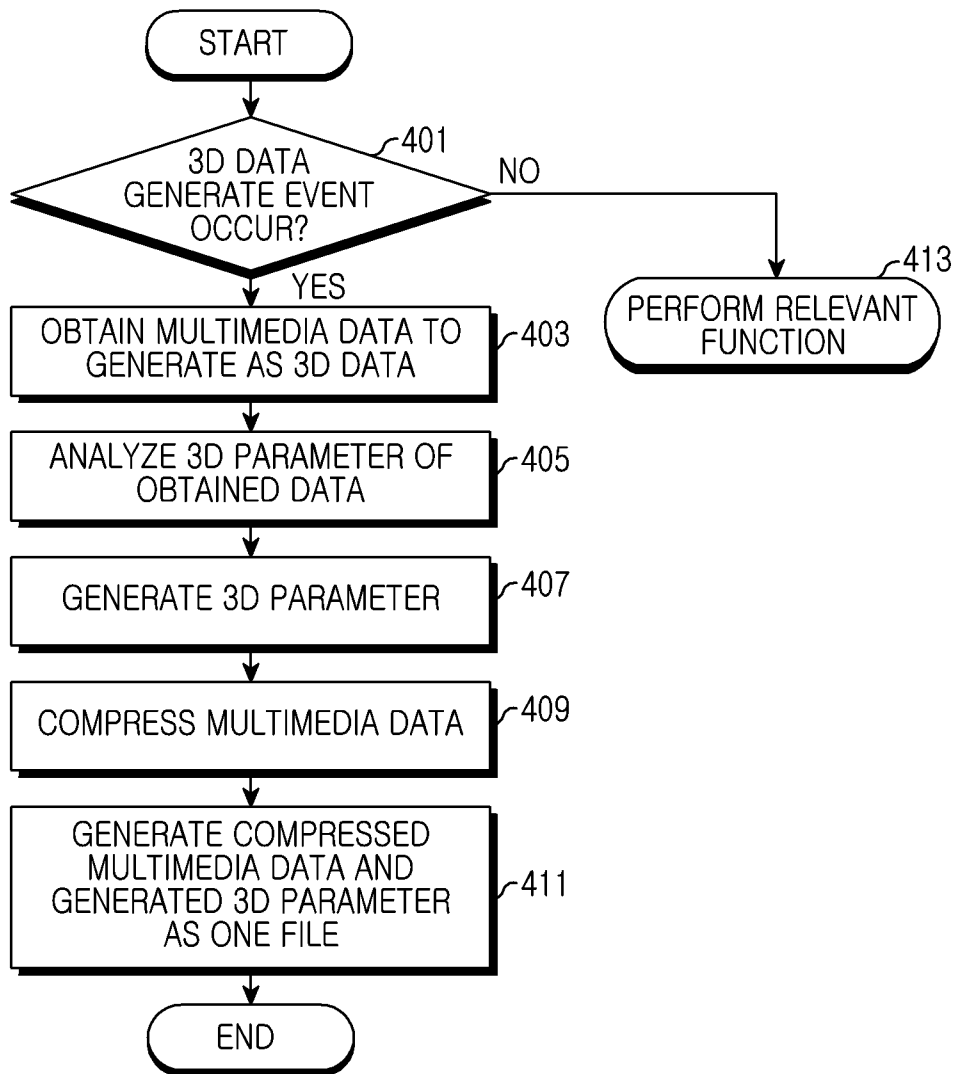 START
401
3D DATA
GENERATE EVENT
OCCUR?
NO
YES
413
PERFORM RELEVANT
FUNCTION
OBTAIN MULTIMEDIA DATA TO
GENERATE AS 3D DATA
403
ANALYZE 3D PARAMETER OF
OBTAINED DATA
405
GENERATE 3D PARAMETER
407
COMPRESS MULTIMEDIA DATA
409
GENERATE COMPRESSED
MULTIMEDIA DATA AND
GENERATED 3D PARAMETER
AS ONE FILE
411
END